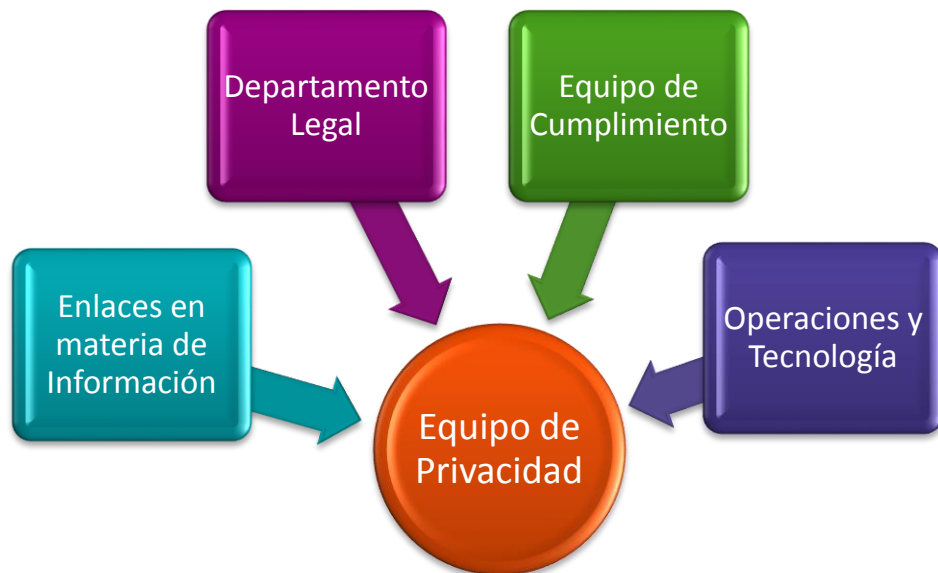 Departamento
Legal
Equipo de
Cumplimiento
Enlaces en
materia de
Información
Operaciones y
Tecnología
Equipo de
Privacidad